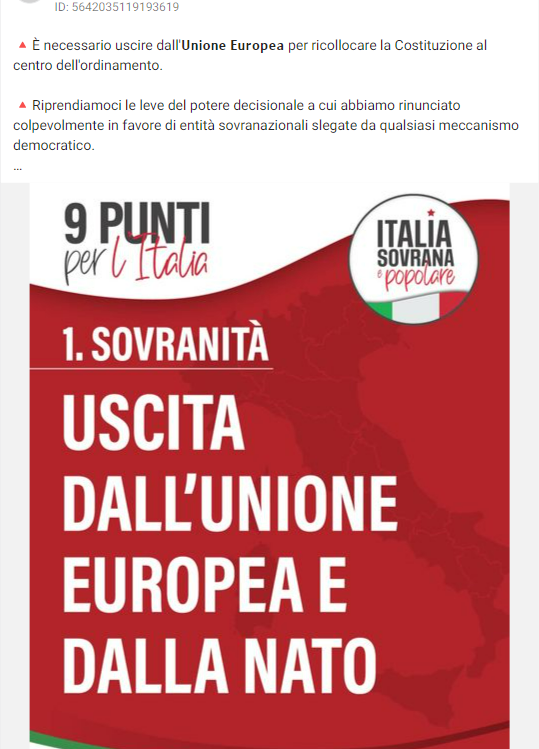 ID: 5642035119193619
🔺 È necessario uscire dall'Unione Europea per ricollocare la Costituzione al
centro dell'ordinamento.
🔺 Riprendiamoci le leve del potere decisionale a cui abbiamo rinunciato
colpevolmente in favore di entità sovranazionali slegate da qualsiasi meccanismo
democratico.
...
9 PUNTI
per l'Italia
ITALIA
SOVRANA
e popolare
1. SOVRANITÀ
USCITA
DALL'UNIONE
EUROPEA E
DALLA NATO